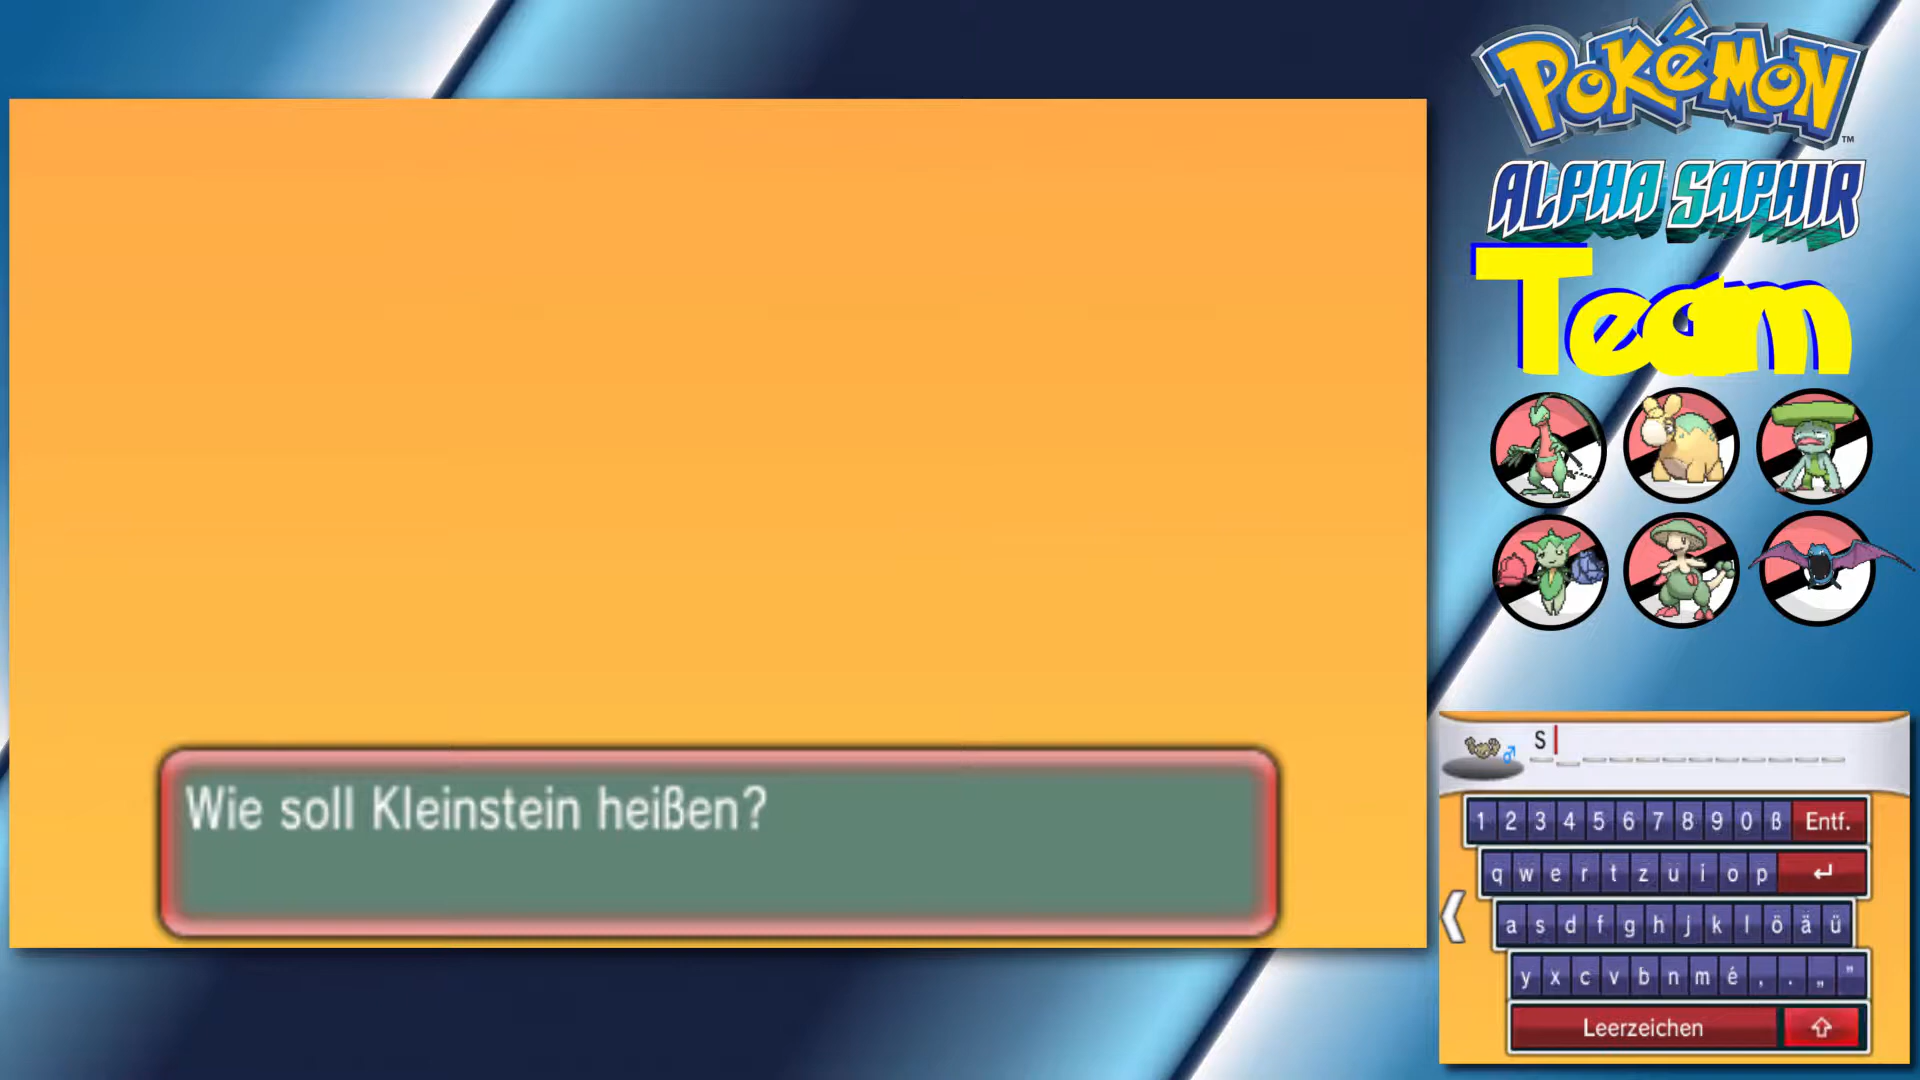 POKéMON
TM
ALPHA SAPHIR
Team
Wie soll Kleinstein heißen?
S
1 2 3 4 5 6 7 8 9 0 ß Entf.
q w e r t z u i o p ↵
a s d f g h j k l ö ä ü
y x c v b n m é , . „ "
Leerzeichen